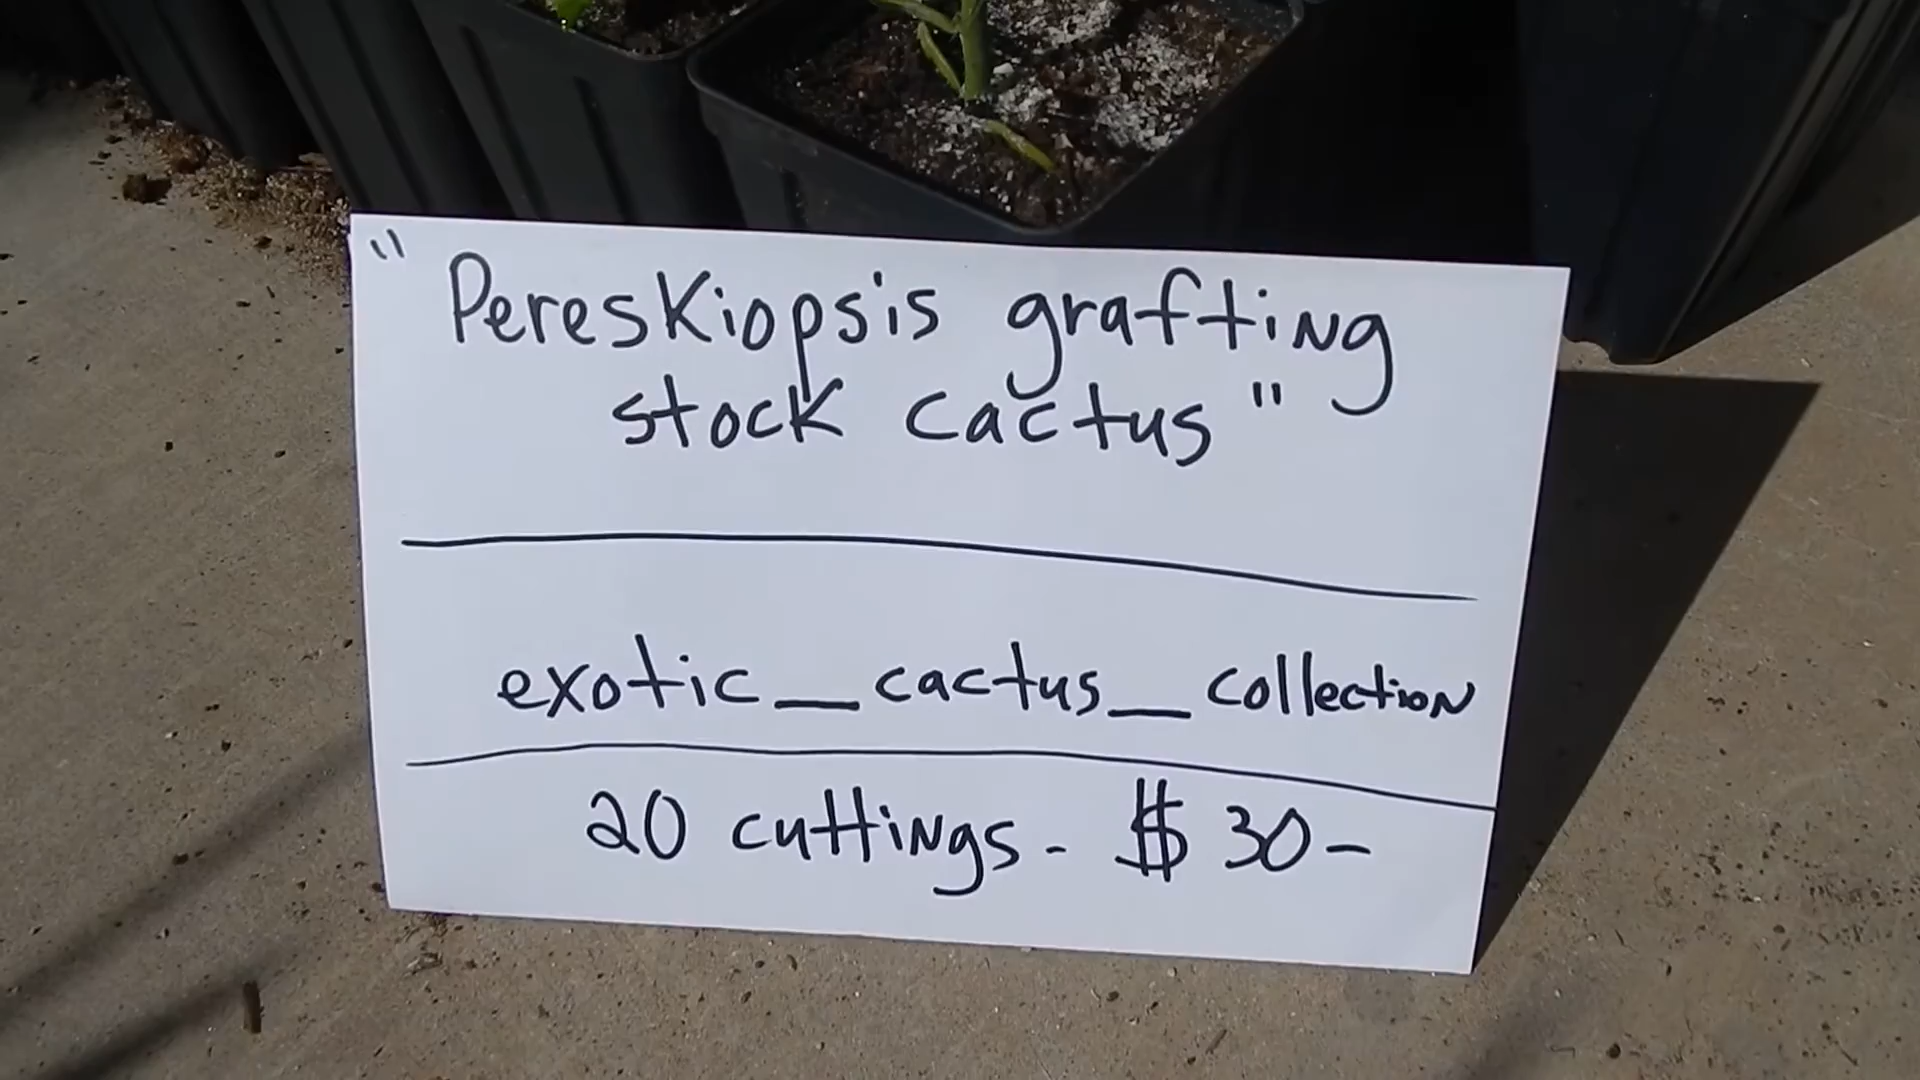 "Pereskiopsis grafting
stock cactus"
exotic_cactus_collection
20 cuttings - $30-